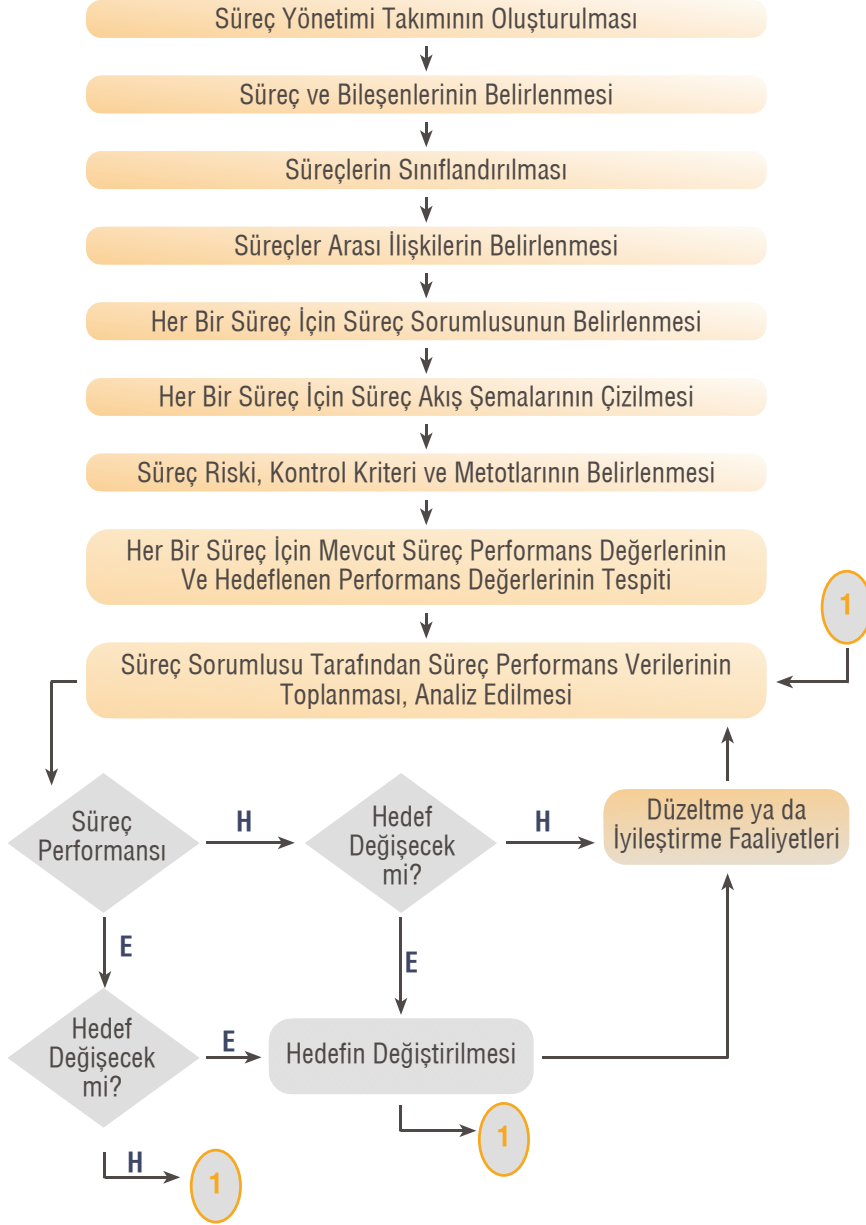 Süreç Yönetimi Takımının Oluşturulması
Süreç ve Bileşenlerinin Belirlenmesi
Süreçlerin Sınıflandırılması
Süreçler Arası İlişkilerin Belirlenmesi
Her Bir Süreç İçin Süreç Sorumlusunun Belirlenmesi
Her Bir Süreç İçin Süreç Akış Şemalarının Çizilmesi
Süreç Riski, Kontrol Kriteri ve Metotlarının Belirlenmesi
Her Bir Süreç İçin Mevcut Süreç Performans Değerlerinin
Ve Hedeflenen Performans Değerlerinin Tespiti
1
Süreç Sorumlusu Tarafından Süreç Performans Verilerinin
Toplanması, Analiz Edilmesi
Süreç
Performansı
H
Hedef
Değişecek
mi?
H
Düzeltme ya da
İyileştirme Faaliyetleri
E
E
Hedef
Değişecek
mi?
E
Hedefin Değiştirilmesi
1
H
1